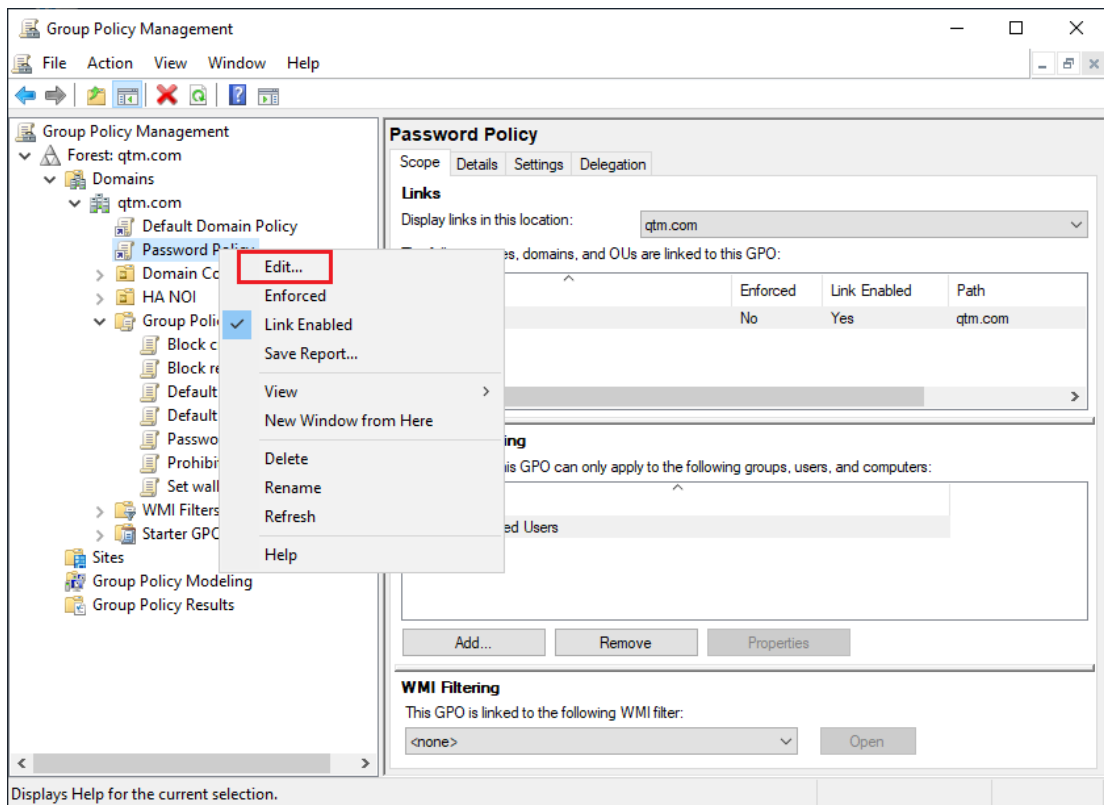 Group Policy Management
File Action View Window Help
Group Policy Management
Forest: qtm.com
Domains
qtm.com
Default Domain Policy
Password Policy
Domain Co
HA NOI
Group Poli
Block c
Block re
Default
Default
Passwo
Prohibi
Set wall
WMI Filters
Starter GPO
Sites
Group Policy Modeling
Group Policy Results
Edit...
Enforced
Link Enabled
Save Report...
View
New Window from Here
Delete
Rename
Refresh
Help
Password Policy
Scope Details Settings Delegation
Links
Display links in this location: qtm.com
es, domains, and OUs are linked to this GPO:
Enforced Link Enabled Path
No Yes qtm.com
ing
is GPO can only apply to the following groups, users, and computers:
ed Users
Add... Remove Properties
WMI Filtering
This GPO is linked to the following WMI filter:
<none> Open
Displays Help for the current selection.